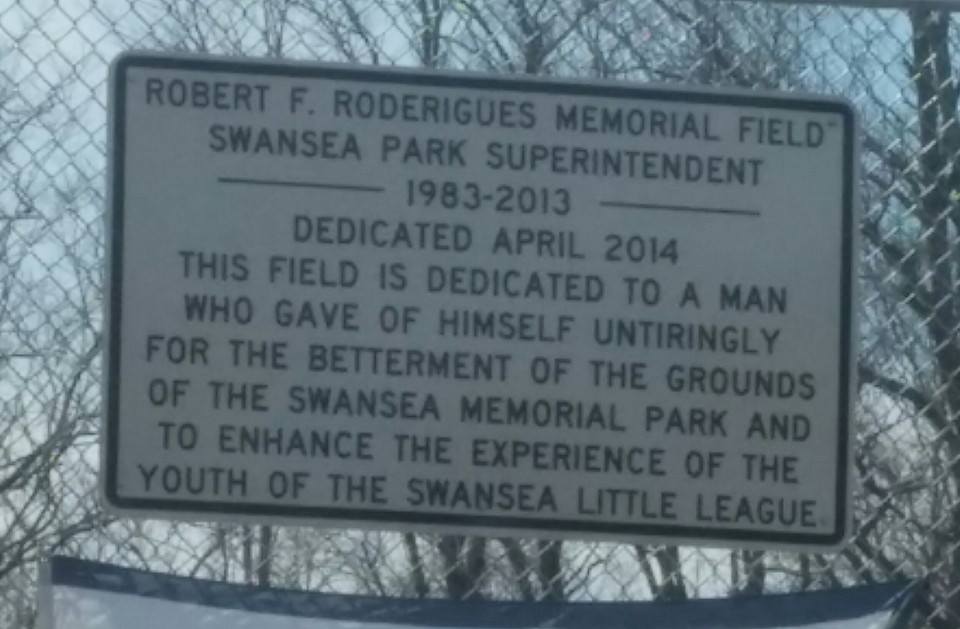 ROBERT F. RODERIGUES MEMORIAL FIELD
SWANSEA PARK SUPERINTENDENT
1983-2013
DEDICATED APRIL 2014
THIS FIELD IS DEDICATED TO A MAN
WHO GAVE OF HIMSELF UNTIRINGLY
FOR THE BETTERMENT OF THE GROUNDS
OF THE SWANSEA MEMORIAL PARK AND
TO ENHANCE THE EXPERIENCE OF THE
YOUTH OF THE SWANSEA LITTLE LEAGUE.